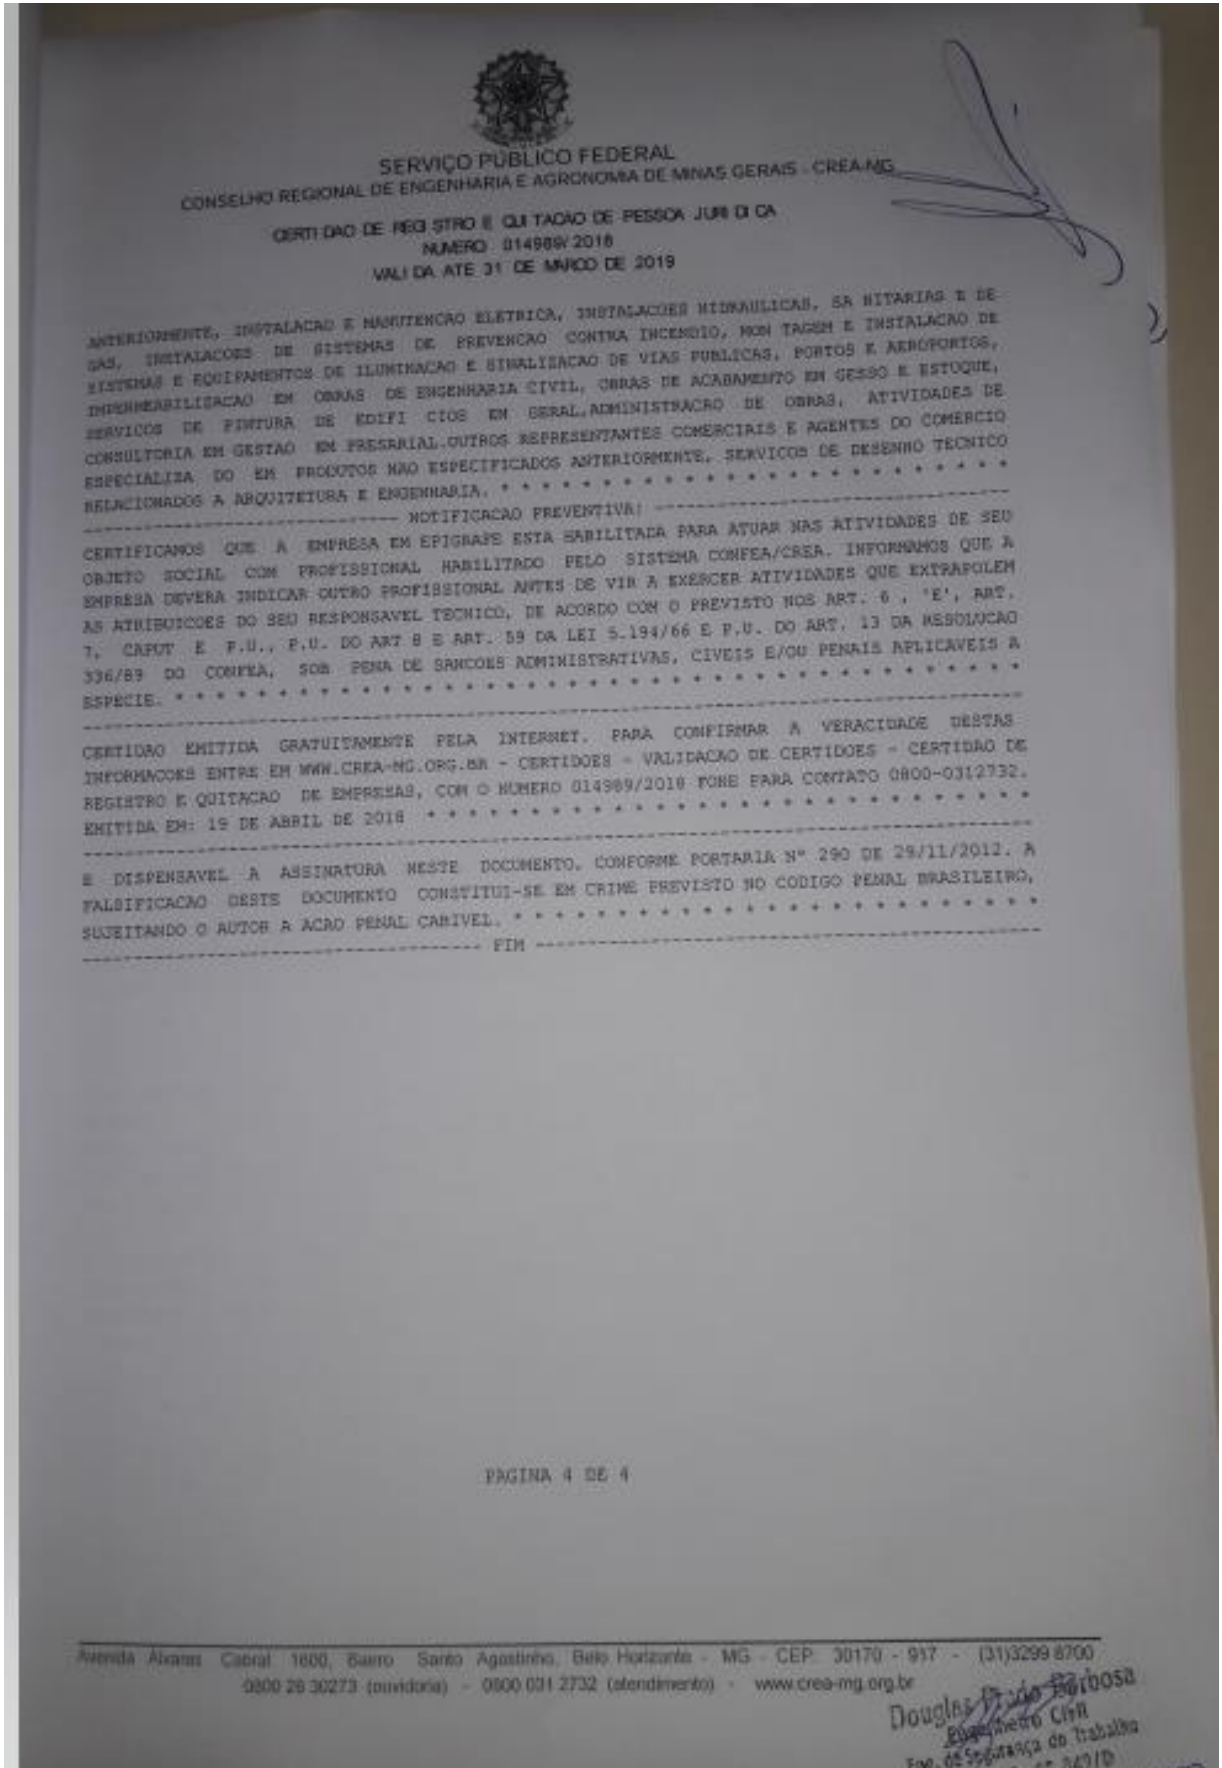 SERVIÇO PÚBLICO FEDERAL
CONSELHO REGIONAL DE ENGENHARIA E AGRONOMIA DE MINAS GERAIS - CREA-MG
CERTIDAO DE REGISTRO E QUITACAO DE PESSOA JURIDICA
NUMERO 014989/2018
VALIDA ATE 31 DE MARCO DE 2019
ANTERIORMENTE, INSTALACAO E MANUTENCAO ELETRICA, INSTALACOES HIDRAULICAS, SA NITARIAS E DE
GAS, INSTALACOES DE SISTEMAS DE PREVENCAO CONTRA INCENDIO, MON TAGEM E INSTALACAO DE
SISTEMAS E EQUIPAMENTOS DE ILUMINACAO E SINALIZACAO DE VIAS PUBLICAS, PORTOS E AEROPORTOS,
IMPERMEABILIZACAO EM OBRAS DE ENGENHARIA CIVIL, OBRAS DE ACABAMENTO EM GESSO E ESTOQUE,
SERVICOS DE PINTURA DE EDIFI CIOS EM GERAL,ADMINISTRACRO DE OBRAS, ATIVIDADES DE
CONSULTORIA EM GESTAO EM PRESARIAL.OUTROS REPRESENTANTES COMERCIAIS E AGENTES DO COMERCIO
ESPECIALIZA DO EM PRODUTOS NAO ESPECIFICADOS ANTERIORMENTE, SERVICOS DE DESENHO TECNICO
RELACIONADOS A ARQUITETURA E ENGENHARIA. * * * * * * * * * * * * * * * * * * * * * *
------------------------------ NOTIFICACAO PREVENTIVA: ----------------------------------
CERTIFICAMOS QUE A EMPRESA EM EPIGRAFE ESTA HABILITADA PARA ATUAR NAS ATIVIDADES DE SEU
OBJETO SOCIAL COM PROFISSIONAL HABILITADO PELO SISTEMA CONFEA/CREA. INFORMAMOS QUE A
EMPRESA DEVERA INDICAR OUTRO PROFISSIONAL ANTES DE VIR A EXERCER ATIVIDADES QUE EXTRAPOLEM
AS ATRIBUICOES DO SEU RESPONSAVEL TECNICO, DE ACORDO COM O PREVISTO NOS ART. 6 , 'E', ART.
7, CAPUT E P.U., P.U. DO ART 8 E ART. 59 DA LEI 5.194/66 E P.U. DO ART. 13 DA RESOLUCAO
336/89 DO CONFEA, SOB PENA DE SANCOES ADMINISTRATIVAS, CIVEIS E/OU PENAIS APLICAVEIS A
ESPECIE. * * * * * * * * * * * * * * * * * * * * * * * * * * * * * * * * * * * * * * *
CERTIDAO EMITIDA GRATUITAMENTE PELA INTERNET. PARA CONFIRMAR A VERACIDADE DESTAS
INFORMACOES ENTRE EM WWW.CREA-MG.ORG.BR - CERTIDOES - VALIDACAO DE CERTIDOES - CERTIDAO DE
REGISTRO E QUITACAO DE EMPRESAS, COM O NUMERO 014989/2018 FONE PARA CONTATO 0800-0312732.
EMITIDA EM: 19 DE ABRIL DE 2018 * * * * * * * * * * * * * * * * * * * * * * * * * * *
E DISPENSAVEL A ASSINATURA NESTE DOCUMENTO, CONFORME PORTARIA Nº 290 DE 29/11/2012. A
FALSIFICACAO DESTE DOCUMENTO CONSTITUI-SE EM CRIME PREVISTO NO CODIGO PENAL BRASILEIRO,
SUJEITANDO O AUTOR A ACAO PENAL CABIVEL. * * * * * * * * * * * * * * * * * * * * * * *
-------------------------------------- FIM ------------------------------------------------
PAGINA 4 DE 4
Avenida Álvares Cabral 1600, Bairro Santo Agostinho, Belo Horizonte - MG - CEP: 30170 - 917 - (31)3299 8700
0800 28 30273 (ouvidoria) - 0800 031 2732 (atendimento) - www.crea-mg.org.br
Douglas Prado Barbosa
Engenheiro Civil
Eng. de Segurança do Trabalho